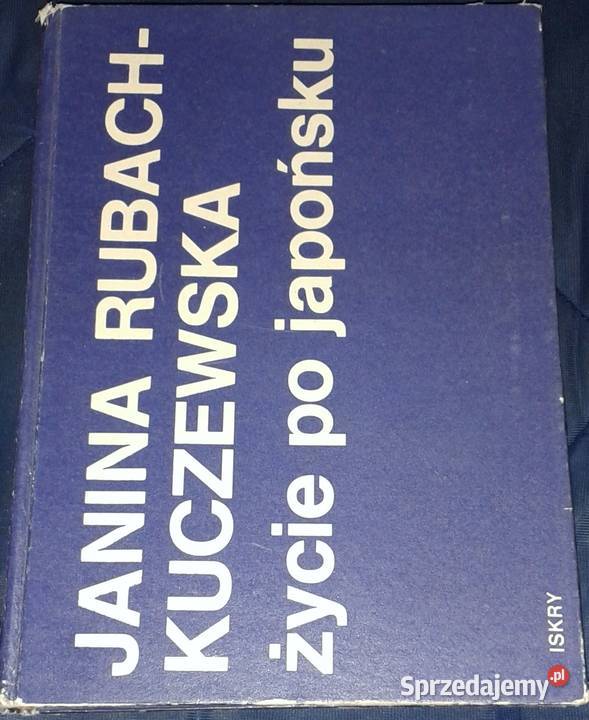 JANINA RUBACH-
KUCZEWSKA
życie po japońsku
ISKRY
Sprzedajemy.pl